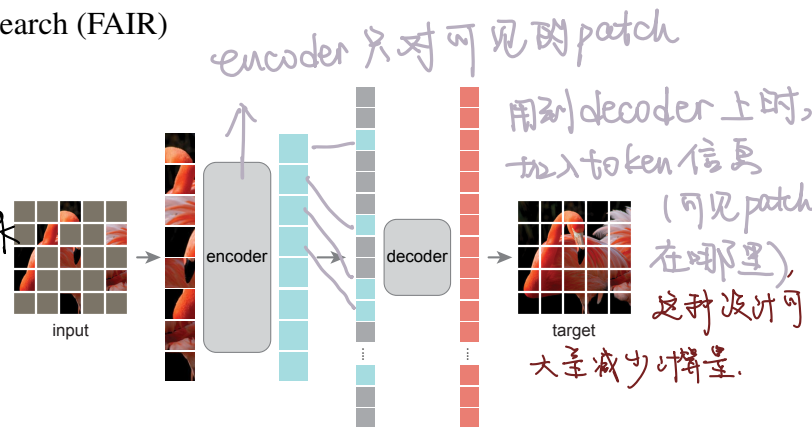 earch (FAIR)
encoder 只对可见的patch
用到decoder上时，
加入token信息
(可见patch
在哪里)，
这种设计可
大量减少计算量.
input
encoder
decoder
target